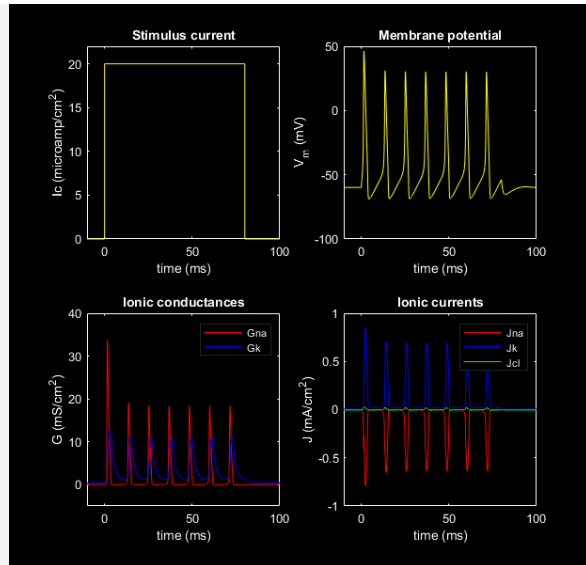 Stimulus current
20
15
10
5
0
Ic (microamp/cm²)
0 50 100
time (ms)
Membrane potential
50
0
-50
-100
V_m (mV)
0 50 100
time (ms)
Ionic conductances
40
30
20
10
0
G (mS/cm²)
Gna
Gk
0 50 100
time (ms)
Ionic currents
1
0.5
0
-0.5
-1
J (mA/cm²)
Jna
Jk
Jcl
0 50 100
time (ms)